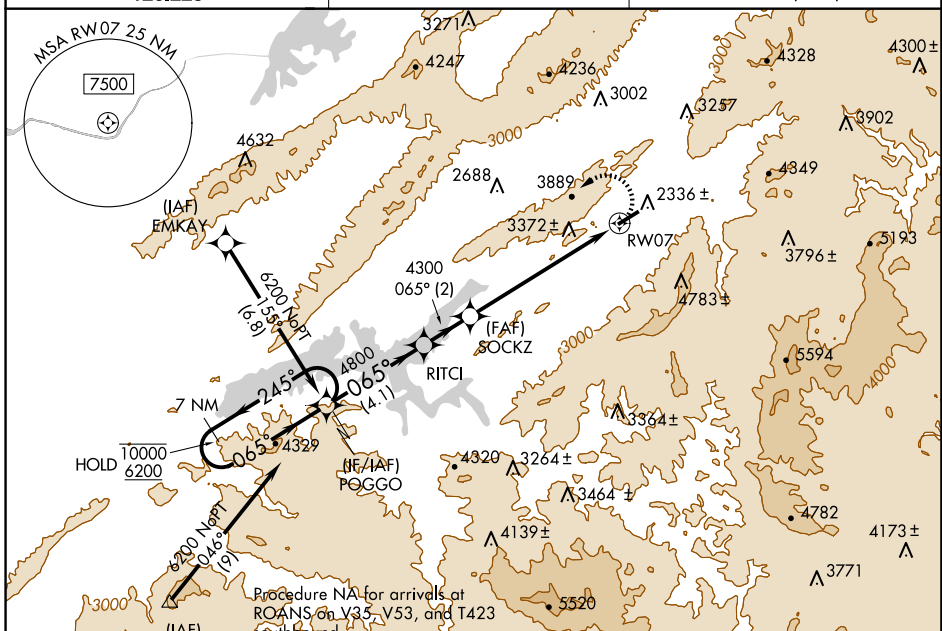 MSA RW07 25 NM
7500
3271
4247
4236
4328
4300±
3002
3257
3902
4632
3000
3000
2688
3889
4349
(IAF)
EMKAY
3372±
2336±
RW07
3796±
5193
4300
065° (2)
6200 NoPT
155°
(6.8)
4783±
(FAF)
SOCKZ
3000
4800
065°
(4.1)
RITCI
5594
4000
245°
7 NM
HOLD
10000
6200
065°
4329
(IF/IAF)
POGGO
3364±
4320
3264±
3464 ±
4782
4139±
4173±
6200 NoPT
046°
(9)
3771
3000
Procedure NA for arrivals at
ROANS on V35, V53, and T423
5520
(IAF)